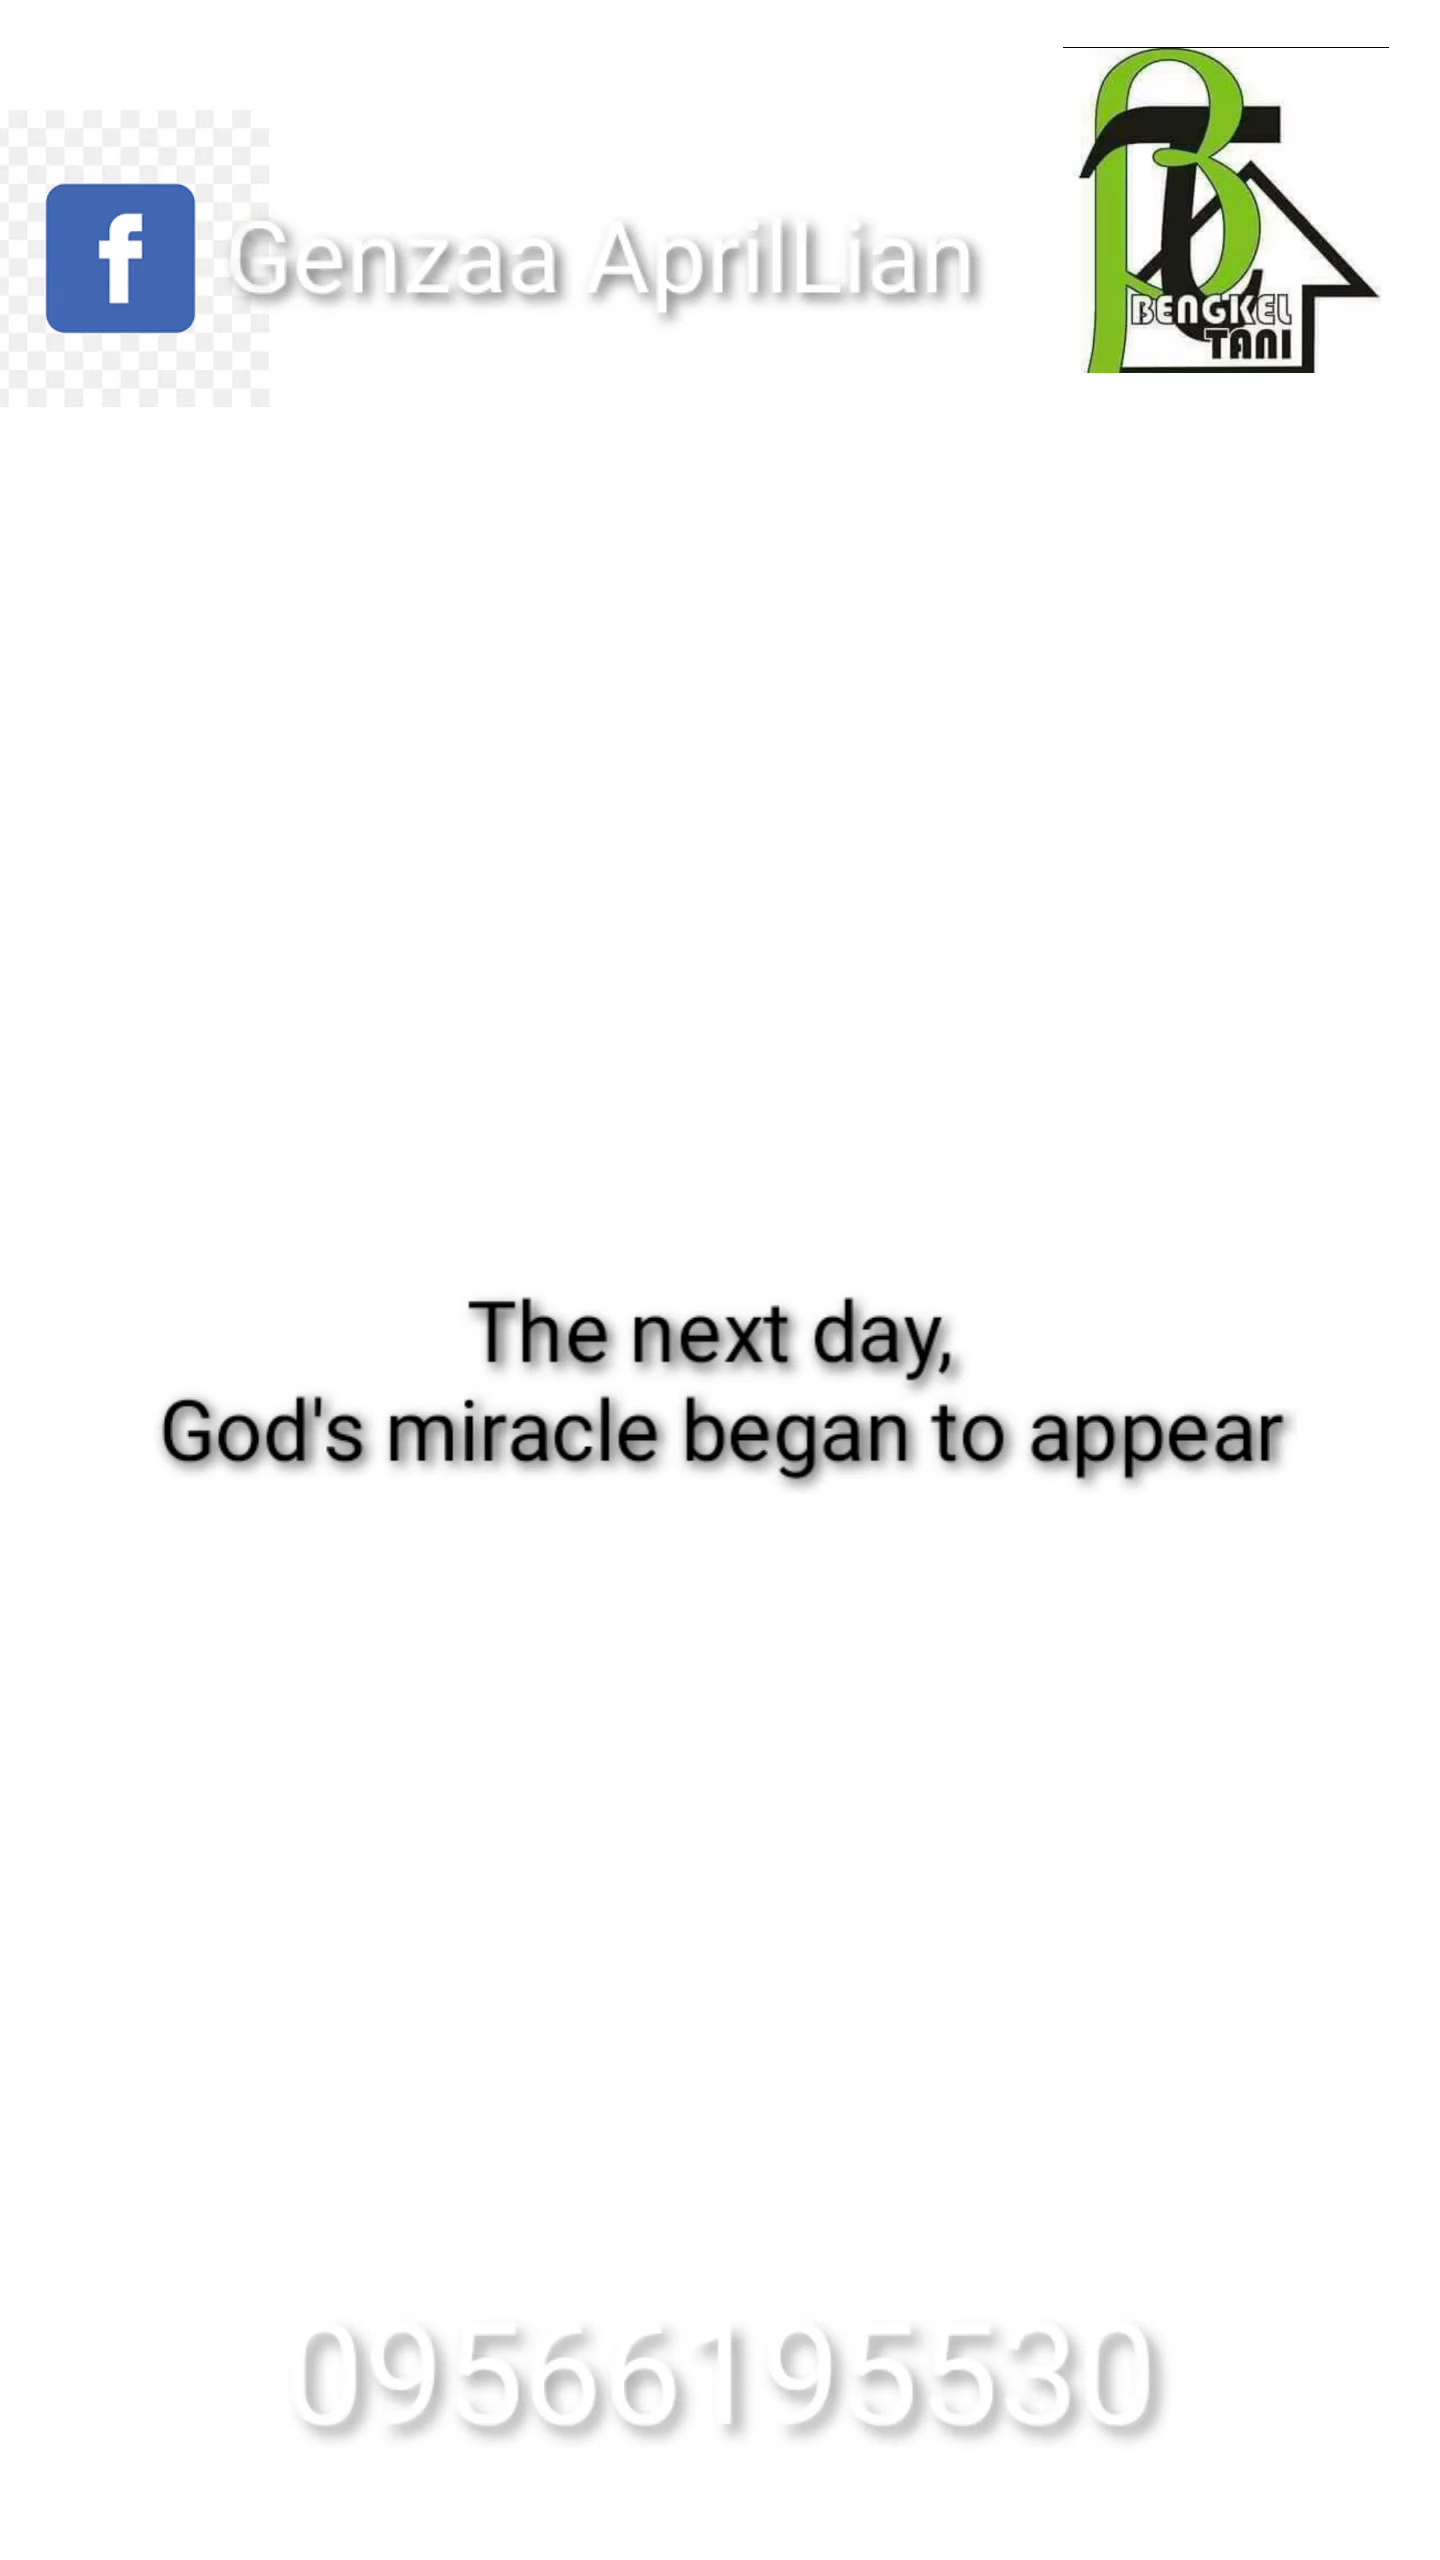 f Genzaa AprilLian
BENGKEL
TANI
The next day,
God's miracle began to appear
09566195530